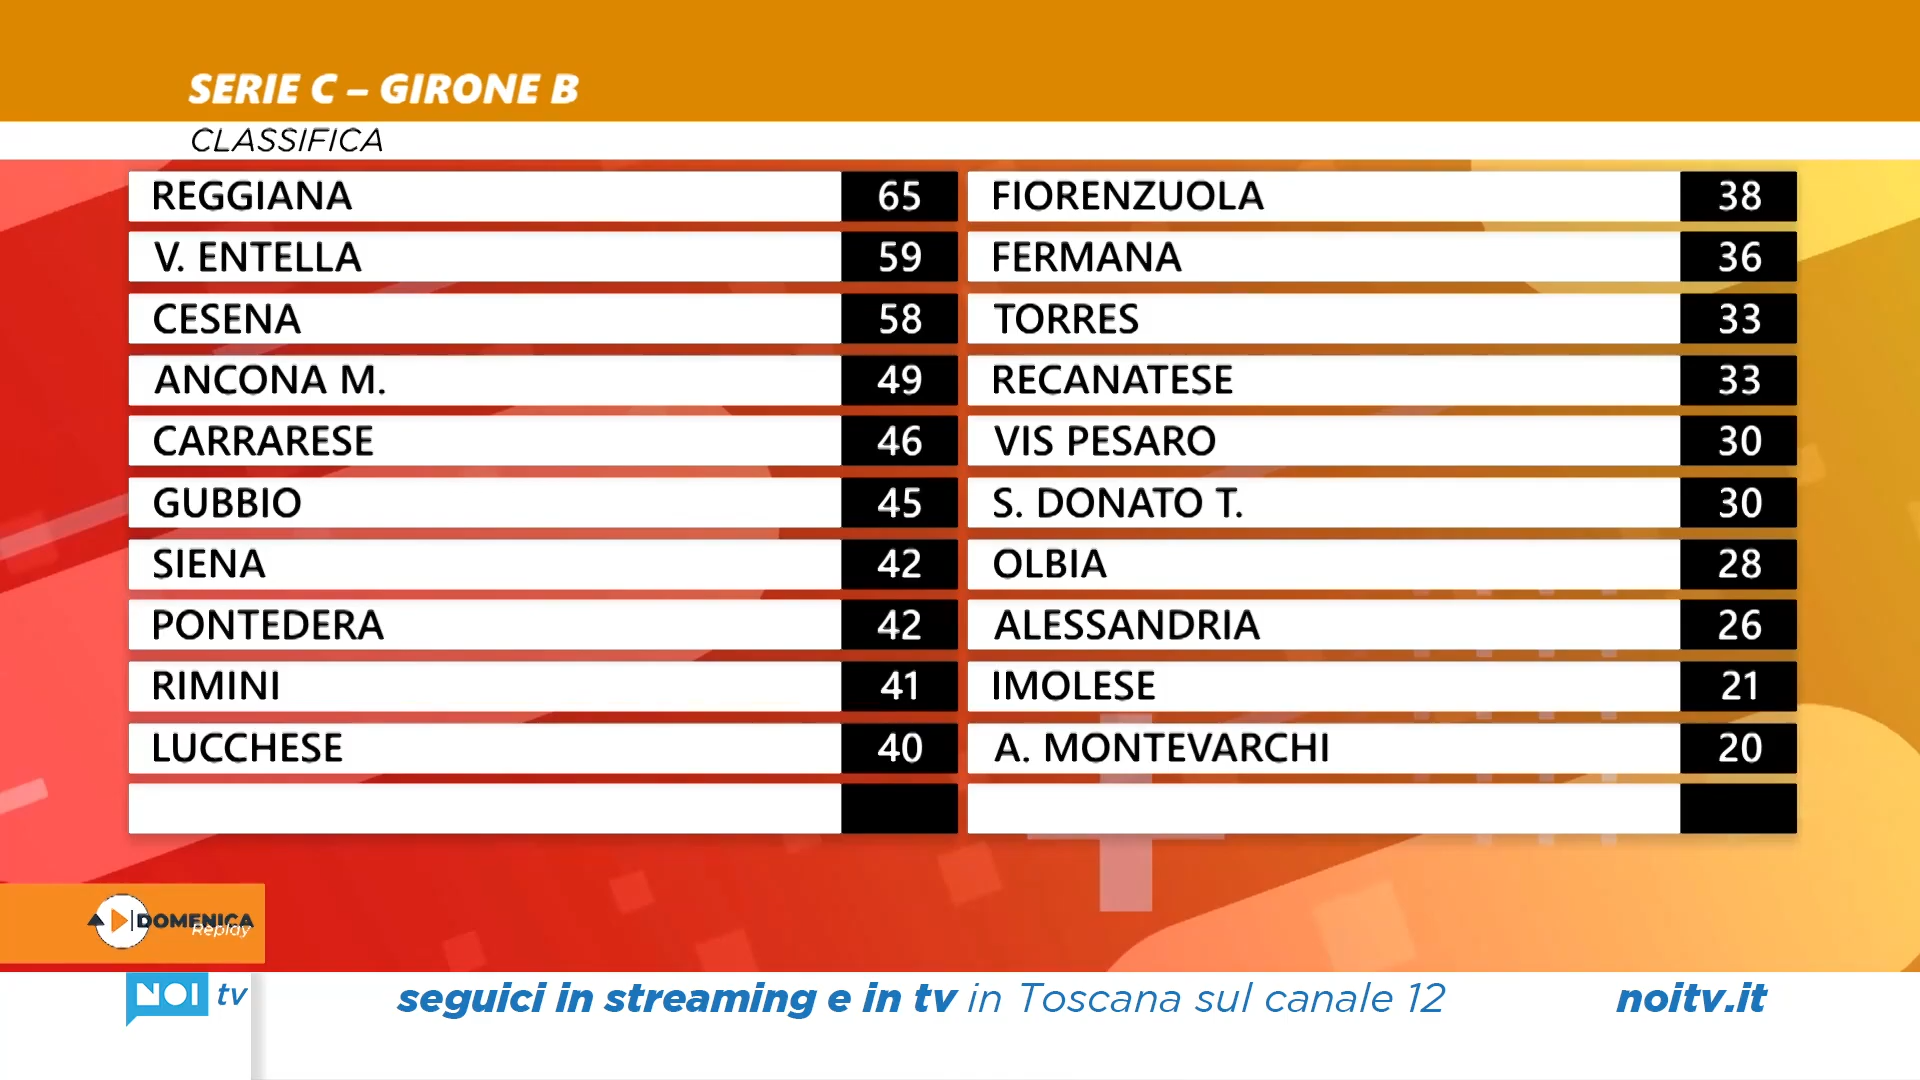 SERIE C – GIRONE B
CLASSIFICA
REGGIANA 65
V. ENTELLA 59
CESENA 58
ANCONA M. 49
CARRARESE 46
GUBBIO 45
SIENA 42
PONTEDERA 42
RIMINI 41
LUCCHESE 40
FIORENZUOLA 38
FERMANA 36
TORRES 33
RECANATESE 33
VIS PESARO 30
S. DONATO T. 30
OLBIA 28
ALESSANDRIA 26
IMOLESE 21
A. MONTEVARCHI 20
DOMENICA
Replay
NOI tv
seguici in streaming e in tv in Toscana sul canale 12
noitv.it